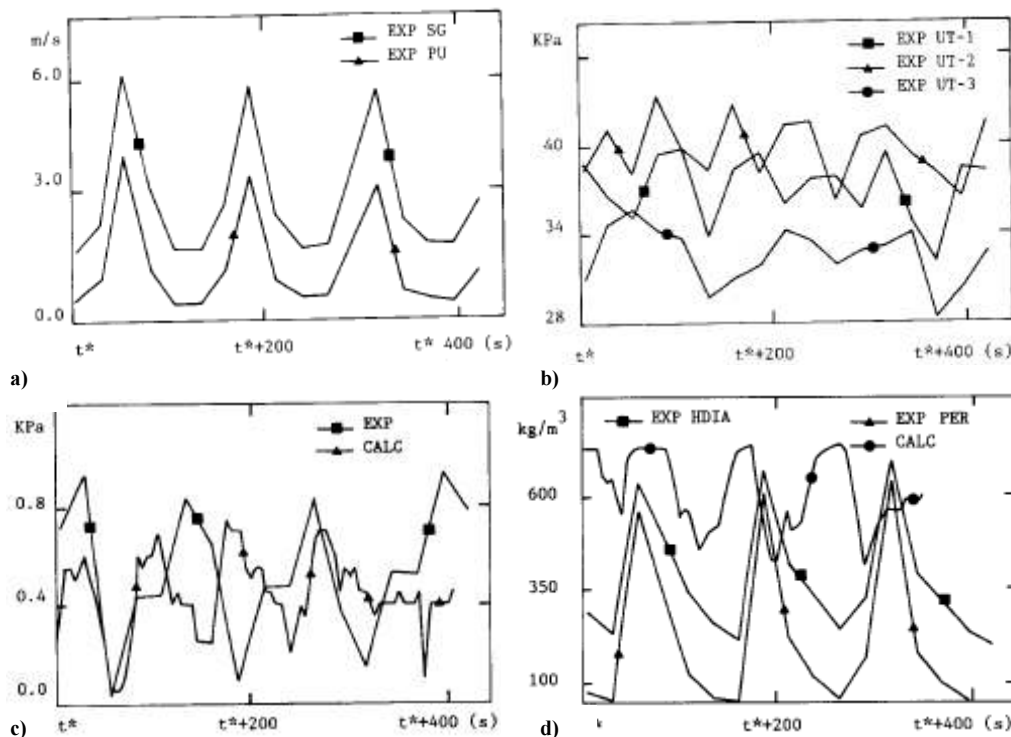 m/s
EXP SG
EXP PU
6.0
3.0
0.0
t*
t*+200
t* 400 (s)
a)
KPa
EXP UT-1
EXP UT-2
EXP UT-3
40
34
28
t*
t*+200
t*+400 (s)
b)
KPa
EXP
CALC
0.8
0.4
0.0
t*
t*+200
t*+400 (s)
c)
kg/m³
EXP HDIA
EXP PER
CALC
600
350
100
t*+200
t*+400 (s)
d)